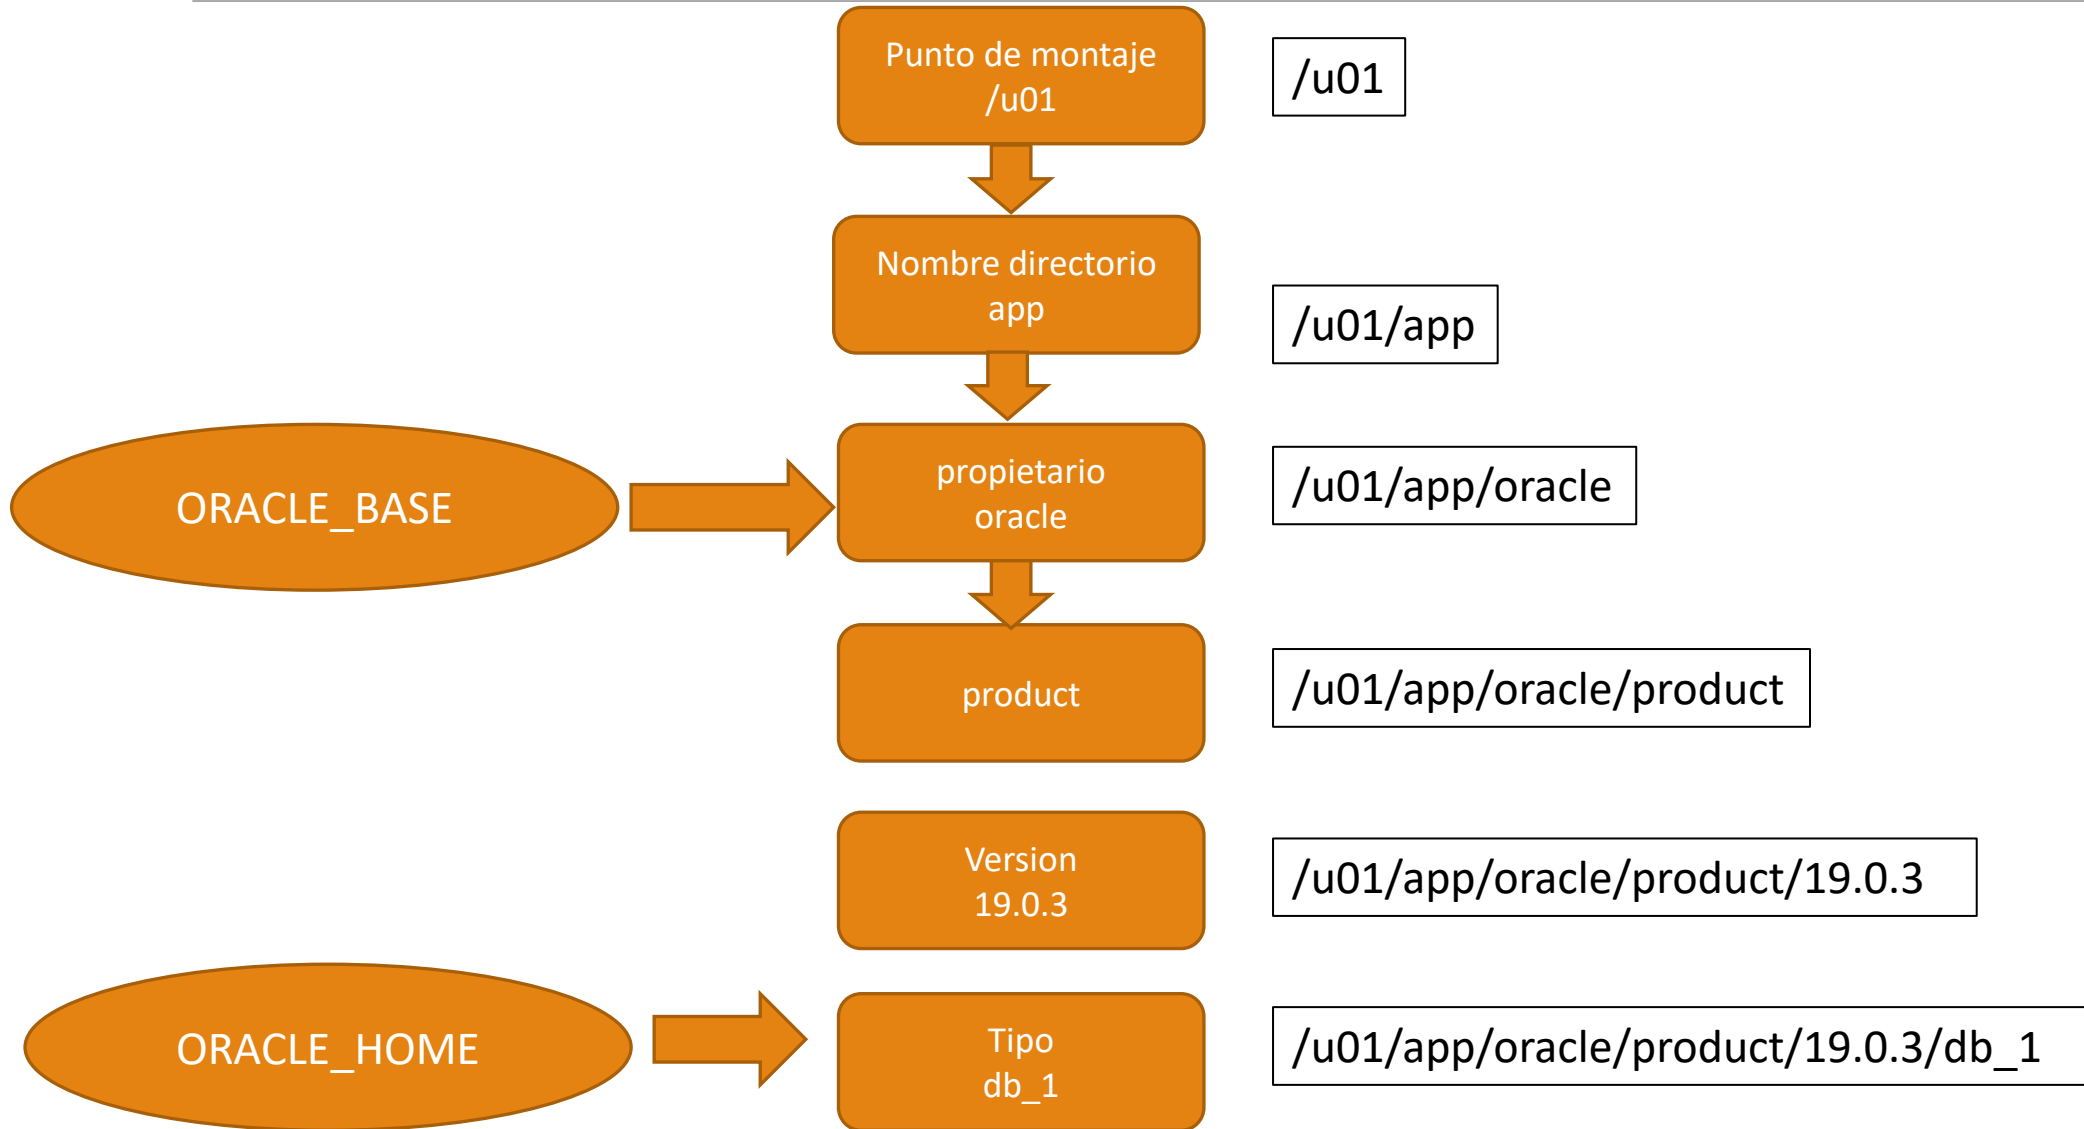 Punto de montaje
/u01
/u01
Nombre directorio
app
/u01/app
ORACLE_BASE
propietario
oracle
/u01/app/oracle
product
/u01/app/oracle/product
Version
19.0.3
/u01/app/oracle/product/19.0.3
ORACLE_HOME
Tipo
db_1
/u01/app/oracle/product/19.0.3/db_1